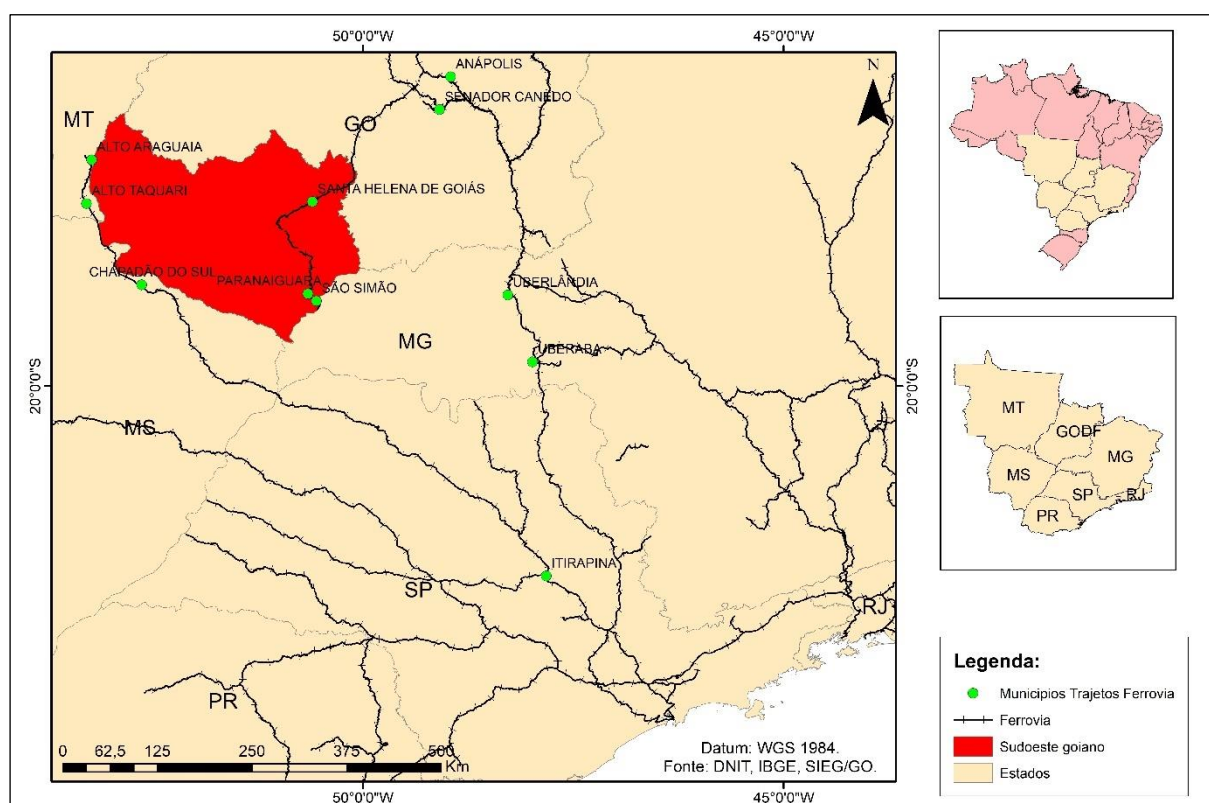 50°0'0"W
45°0'0"W
N
ANÁPOLIS
SENADOR CANEDO
MT
GO
ALTO ARAGUAIA
ALTO TAQUARI
SANTA HELENA DE GOIÁS
CHAPADÃO DO SUL
PARANAIGUARA
SÃO SIMÃO
UBERLÂNDIA
MG
UBERABA
20°0'0"S
20°0'0"S
MS
ITIRAPINA
SP
RJ
PR
0 62,5 125 250 375 500
Km
Datum: WGS 1984.
Fonte: DNIT, IBGE, SIEG/GO.
50°0'0"W
45°0'0"W
MT
GODF
MG
MS
SP
RJ
PR
Legenda:
Municipios Trajetos Ferrovia
Ferrovia
Sudoeste goiano
Estados